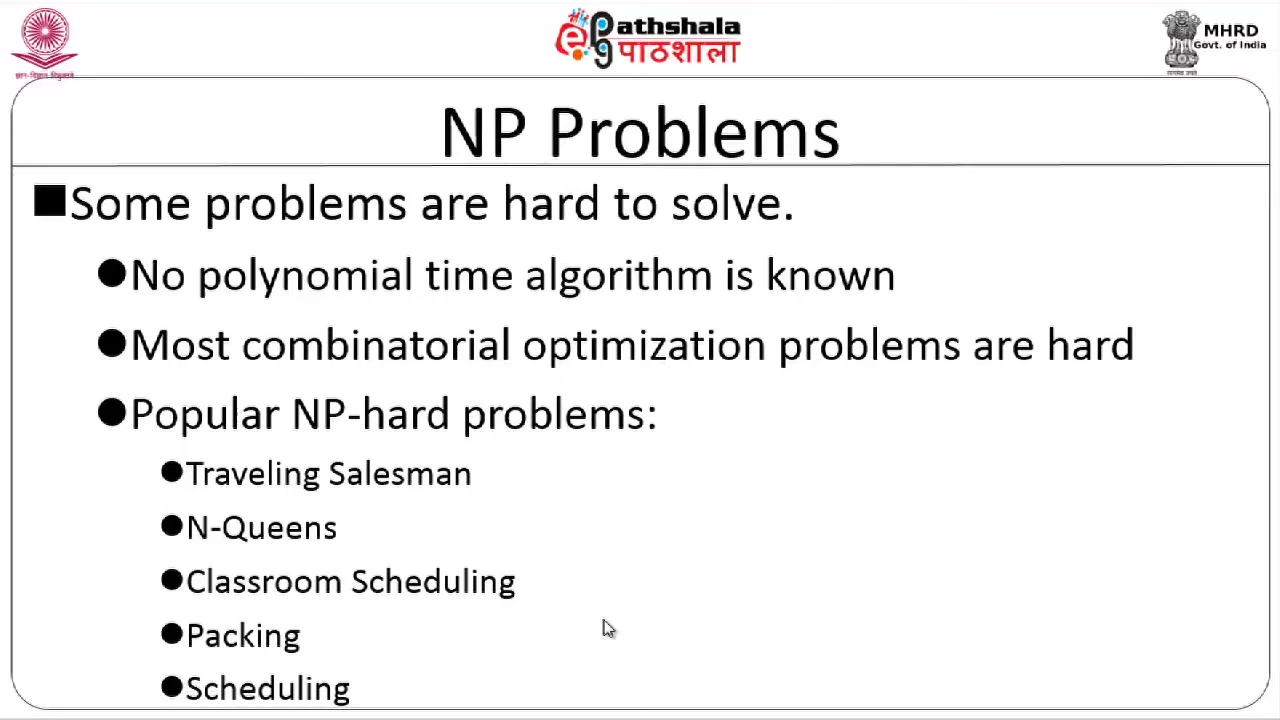 Pathshala
पाठशाला
MHRD
Govt. of India
NP Problems
Some problems are hard to solve.
No polynomial time algorithm is known
Most combinatorial optimization problems are hard
Popular NP-hard problems:
Traveling Salesman
N-Queens
Classroom Scheduling
Packing
Scheduling